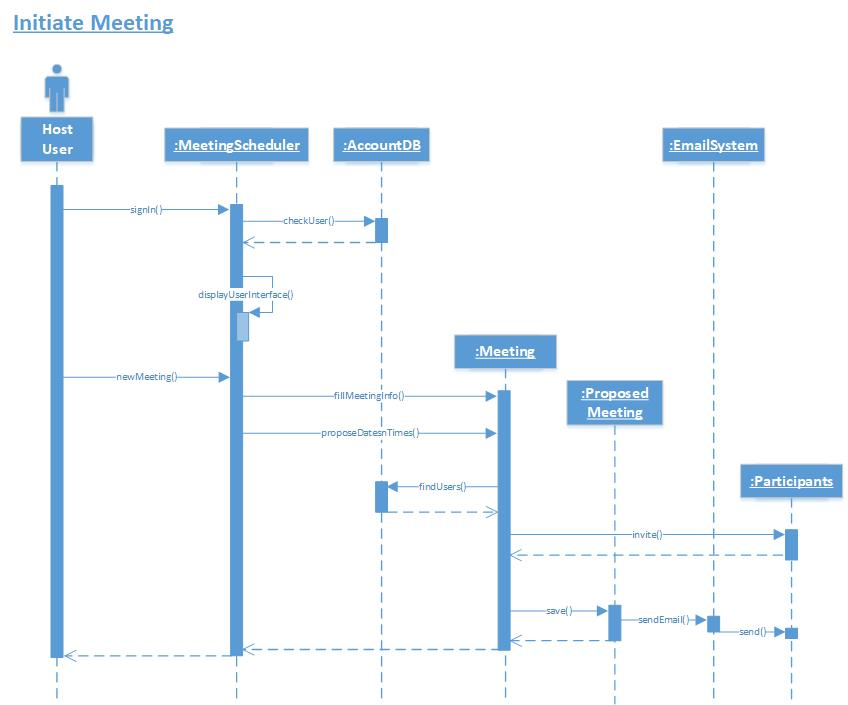 Initiate Meeting
Host
User
:MeetingScheduler
:AccountDB
:EmailSystem
signIn()
checkUser()
displayUserInterface()
:Meeting
newMeeting()
:Proposed
Meeting
fillMeetingInfo()
proposeDatesnTimes()
:Participants
findUsers()
invite()
save()
sendEmail()
send()